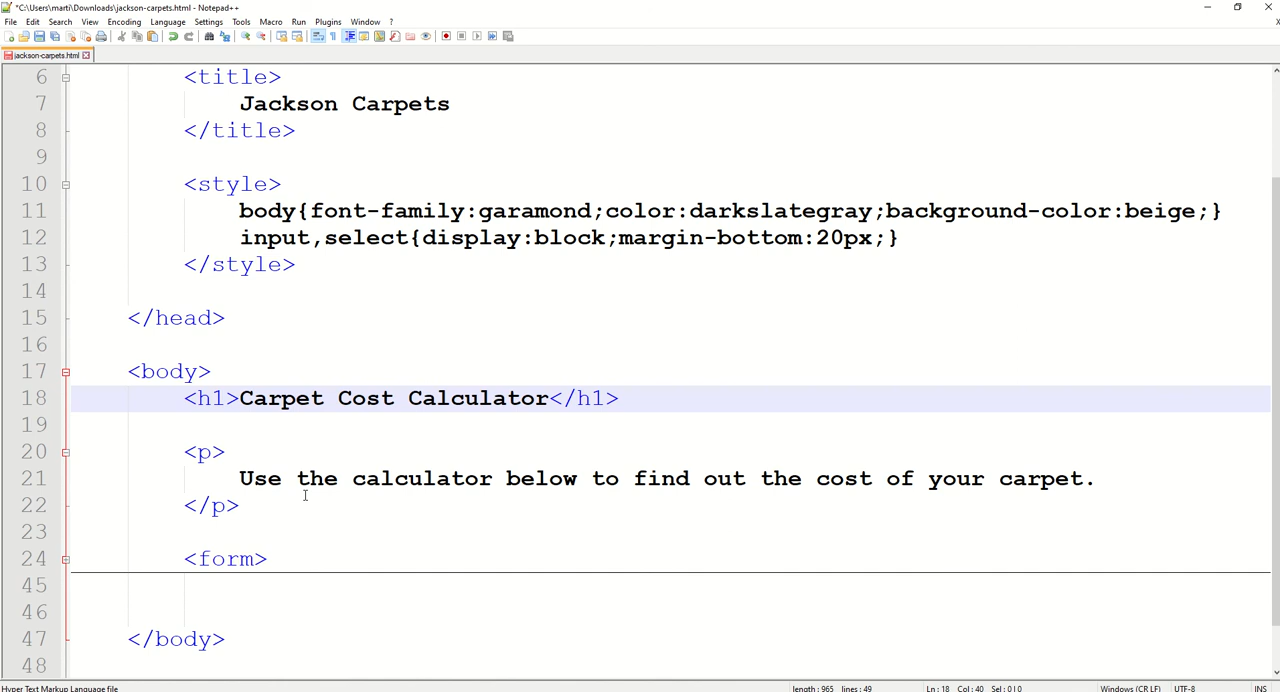 *C:\Users\marti\Downloads\jackson-carpets.html - Notepad++
File Edit Search View Encoding Language Settings Tools Macro Run Plugins Window ?
jackson-carpets.html
6 <title>
7 Jackson Carpets
8 </title>
9
10 <style>
11 body{font-family:garamond;color:darkslategray;background-color:beige;}
12 input,select{display:block;margin-bottom:20px;}
13 </style>
14
15 </head>
16
17 <body>
18 <h1>Carpet Cost Calculator</h1>
19
20 <p>
21 Use the calculator below to find out the cost of your carpet.
22 </p>
23
24 <form>
45
46
47 </body>
48
Hyper Text Markup Language file length : 965 lines : 49 Ln : 18 Col : 40 Sel : 0 | 0 Windows (CR LF) UTF-8 INS